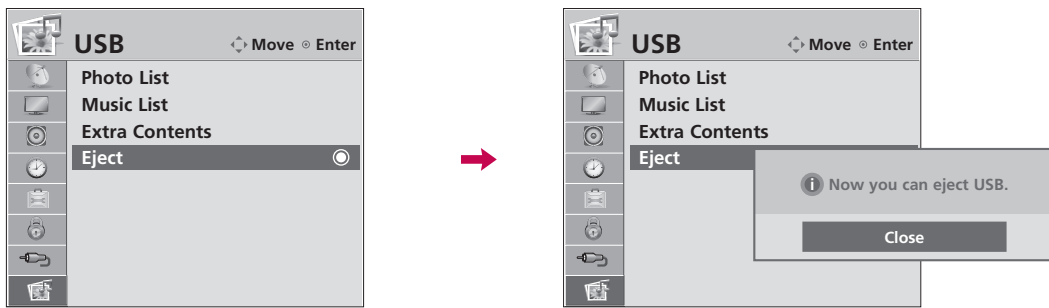 USB Move Enter
Photo List
Music List
Extra Contents
Eject
USB Move Enter
Photo List
Music List
Extra Contents
Eject
i Now you can eject USB.
Close